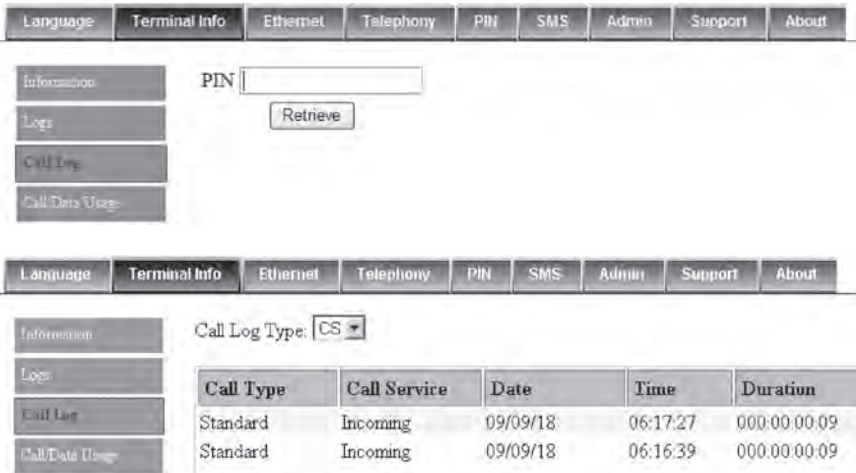 Language Terminal Info Ethernet Telephony PIN SMS Admin Support About
Information
Logs
Call Log
Call/Data Usage
PIN
Retrieve
Language Terminal Info Ethernet Telephony PIN SMS Admin Support About
Information
Logs
Call Log
Call/Data Usage
Call Log Type: CS
Call Type Call Service Date Time Duration
Standard Incoming 09/09/18 06:17:27 000:00:00:09
Standard Incoming 09/09/18 06:16:39 000:00:00:09